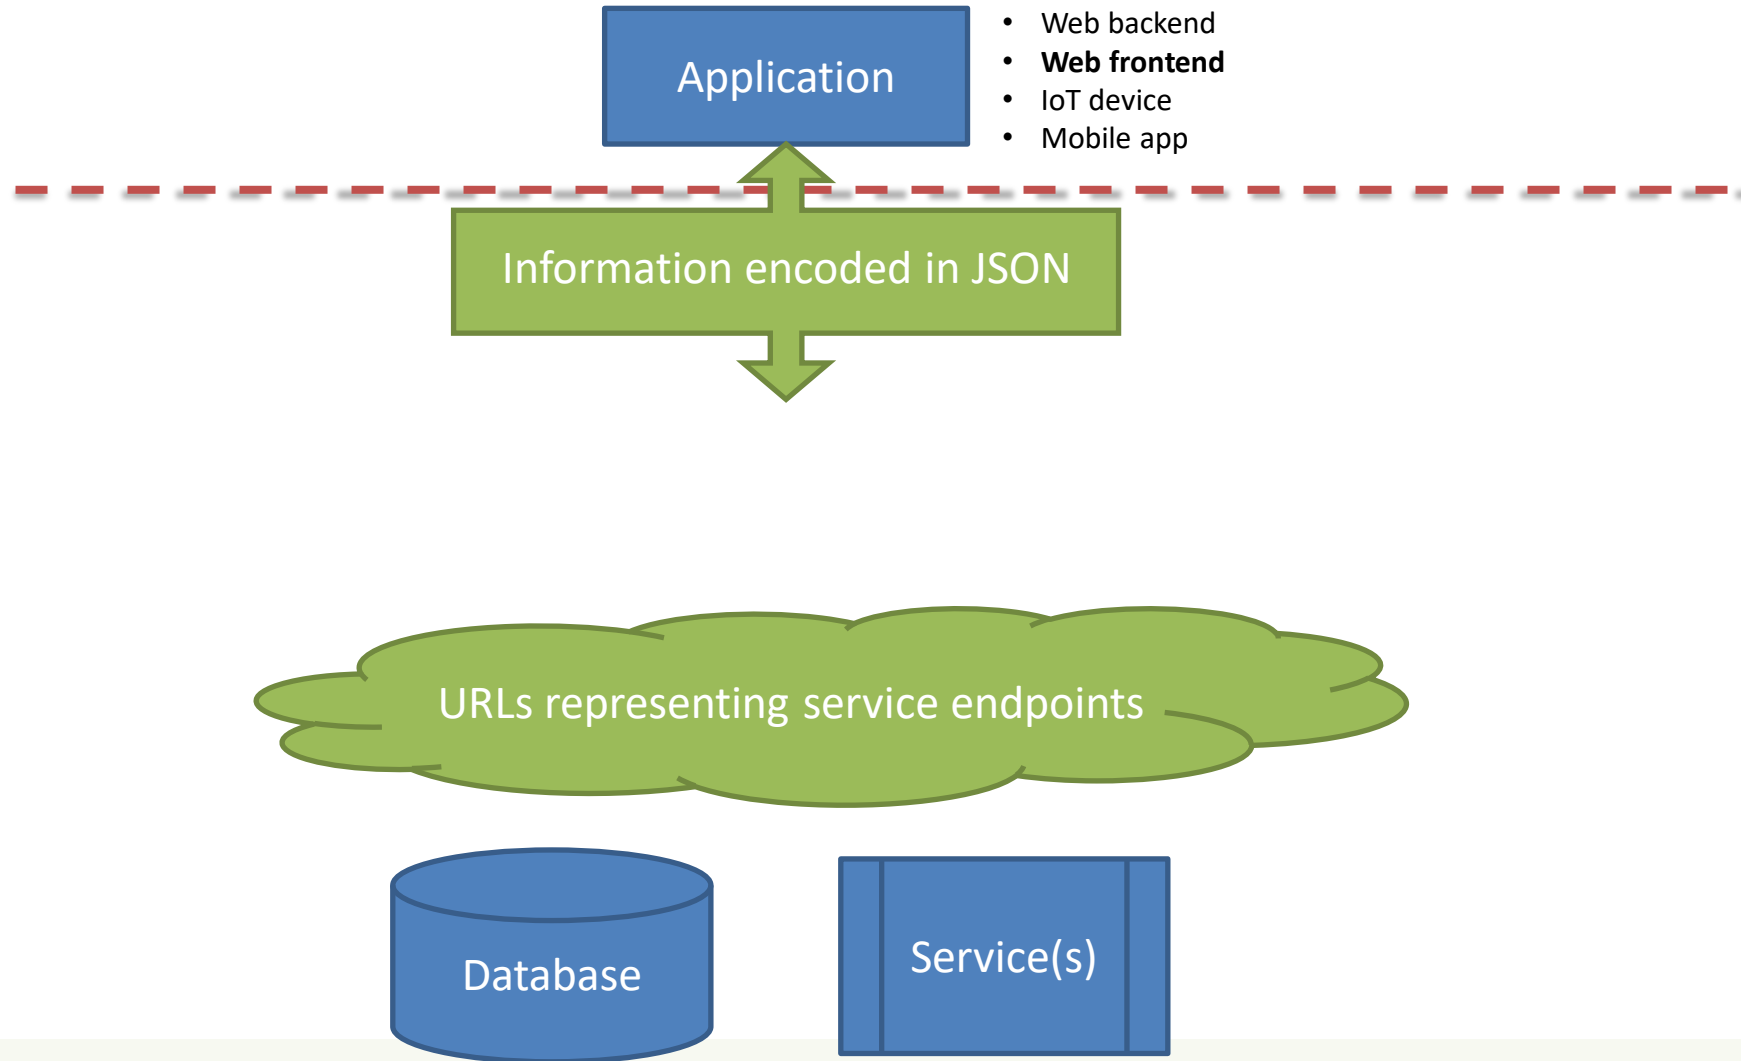 Application
• Web backend
• Web frontend
• IoT device
• Mobile app
Information encoded in JSON
URLs representing service endpoints
Database
Service(s)